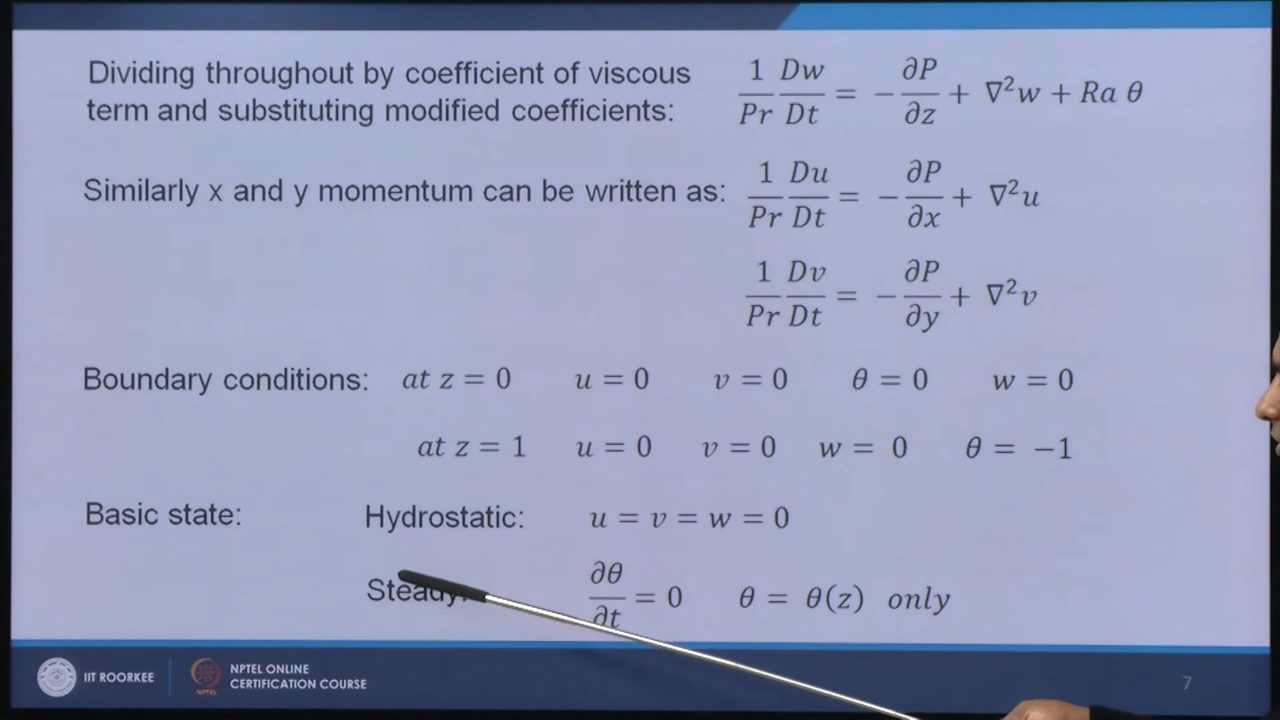 Dividing throughout by coefficient of viscous
term and substituting modified coefficients:
1/Pr Dw/Dt = − ∂P/∂z + ∇²w + Ra θ
Similarly x and y momentum can be written as:
1/Pr Du/Dt = − ∂P/∂x + ∇²u
1/Pr Dv/Dt = − ∂P/∂y + ∇²v
Boundary conditions: at z = 0 u = 0 v = 0 θ = 0 w = 0
at z = 1 u = 0 v = 0 w = 0 θ = −1
Basic state: Hydrostatic: u = v = w = 0
Steady: ∂θ/∂t = 0 θ = θ(z) only
IIT ROORKEE
NPTEL ONLINE
CERTIFICATION COURSE
7